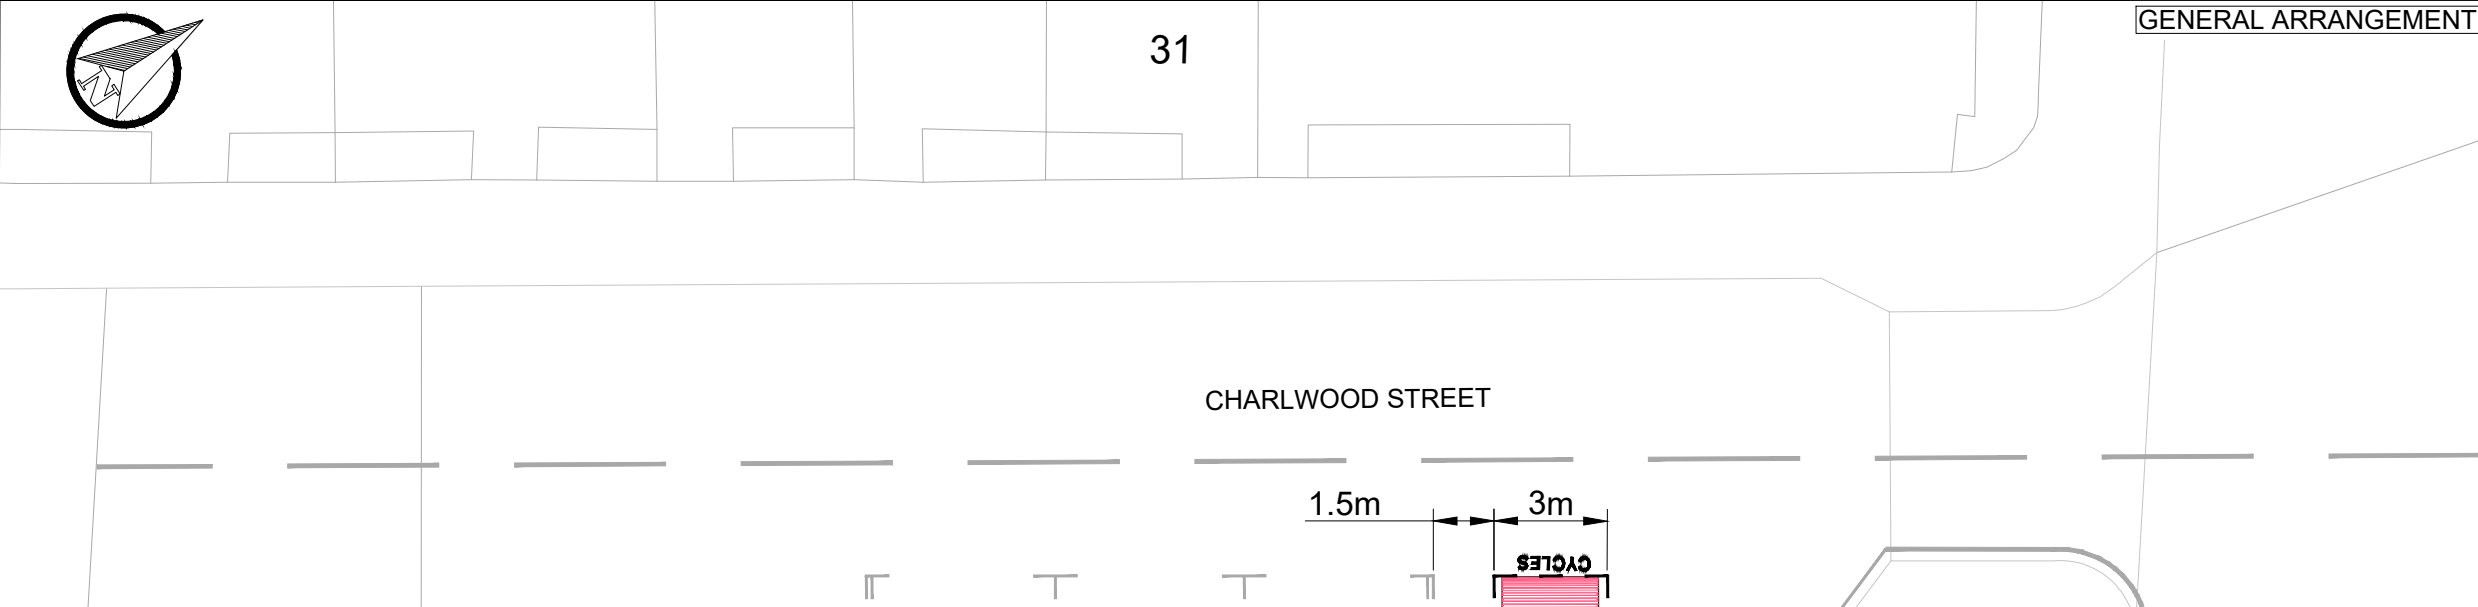 GENERAL ARRANGEMENT
N
31
CHARLWOOD STREET
1.5m
3m
CYCLES